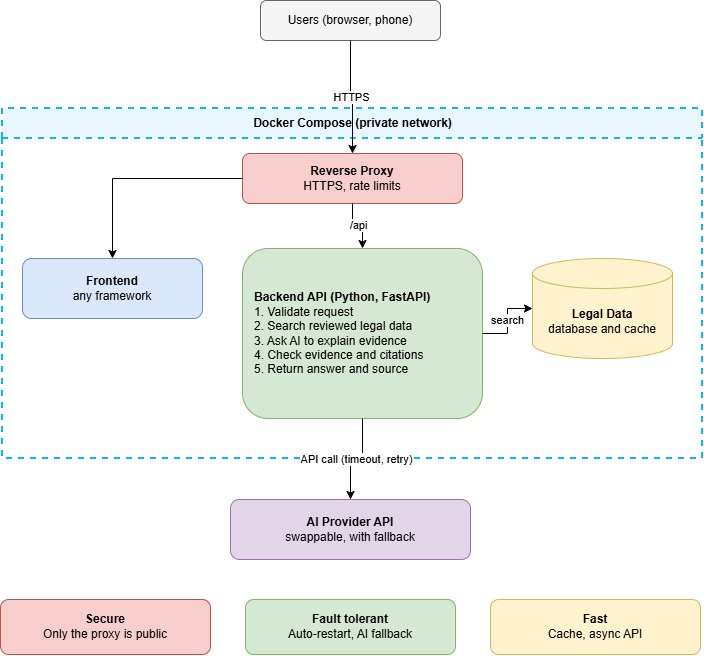 Users (browser, phone)
HTTPS
Docker Compose (private network)
Reverse Proxy
HTTPS, rate limits
/api
Frontend
any framework
Backend API (Python, FastAPI)
1. Validate request
2. Search reviewed legal data
3. Ask AI to explain evidence
4. Check evidence and citations
5. Return answer and source
search
Legal Data
database and cache
API call (timeout, retry)
AI Provider API
swappable, with fallback
Secure
Only the proxy is public
Fault tolerant
Auto-restart, AI fallback
Fast
Cache, async API